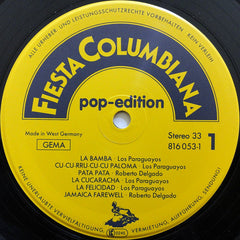 ALLE URHEBER- UND LEISTUNGSSCHUTZRECHTE VORBEHALTEN · KEIN VERLEIH
FIESTA COLUMBIANA
pop-edition
Made in West Germany
GEMA
Stereo 33
816 053-1
1
LA BAMBA · Los Paraguayos
CU-CU-RRU-CU-CU PALOMA · Los Paraguayos
PATA PATA · Roberto Delgado
LA CUCARACHA · Los Paraguayos
LA FELICIDAD · Los Paraguayos
JAMAICA FAREWELL · Roberto Delgado
KEINE UNERLAUBTE VERVIELFÄLTIGUNG, VERMIETUNG, AUFFÜHRUNG, SENDUNG!